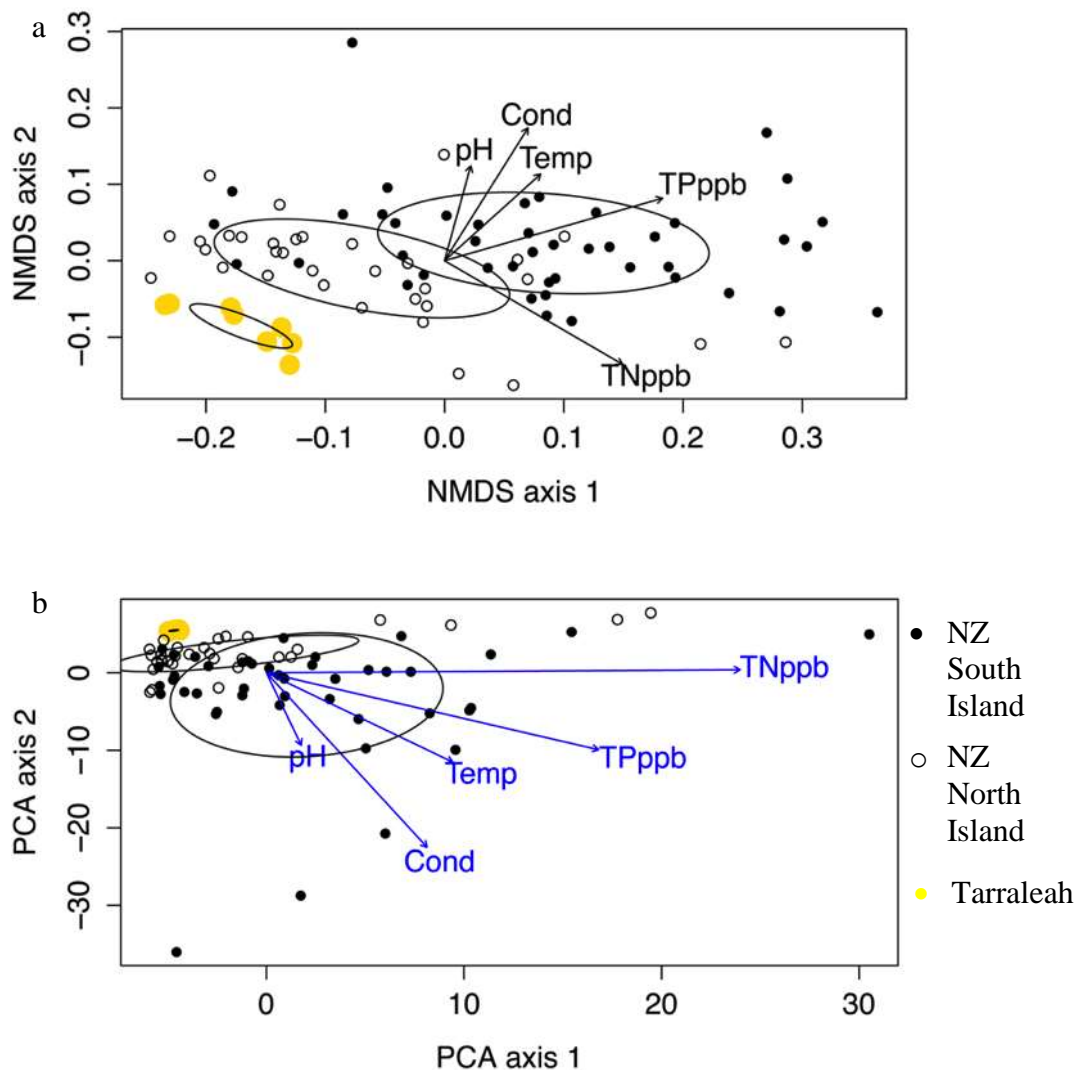 a
0.3
0.2
0.1
0.0
−0.1
NMDS axis 2
Cond
pH
Temp
TPppb
TNppb
−0.2 −0.1 0.0 0.1 0.2 0.3
NMDS axis 1
b
0
−10
−20
−30
PCA axis 2
TNppb
pH
Temp
TPppb
Cond
0 10 20 30
PCA axis 1
NZ
South
Island
NZ
North
Island
Tarraleah